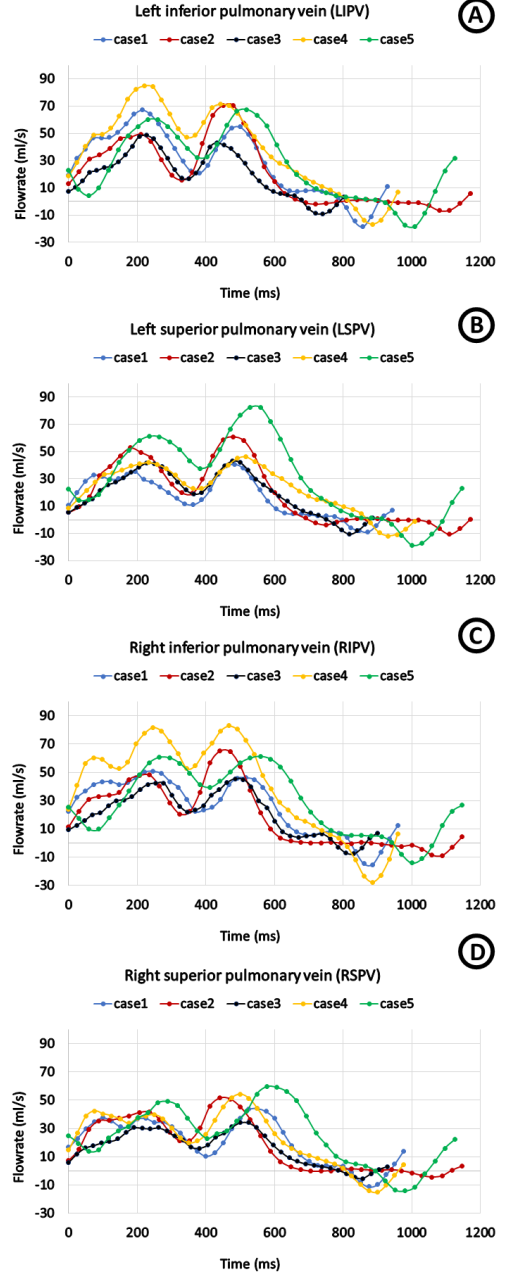 Left inferior pulmonary vein (LIPV)
A
case1 case2 case3 case4 case5
90
70
50
30
10
-10
-30
Flowrate (ml/s)
0 200 400 600 800 1000 1200
Time (ms)
Left superior pulmonary vein (LSPV)
B
case1 case2 case3 case4 case5
90
70
50
30
10
-10
-30
Flowrate (ml/s)
0 200 400 600 800 1000 1200
Time (ms)
Right inferior pulmonary vein (RIPV)
C
case1 case2 case3 case4 case5
90
70
50
30
10
-10
-30
Flowrate (ml/s)
0 200 400 600 800 1000 1200
Time (ms)
Right superior pulmonary vein (RSPV)
D
case1 case2 case3 case4 case5
90
70
50
30
10
-10
-30
Flowrate (ml/s)
0 200 400 600 800 1000 1200
Time (ms)